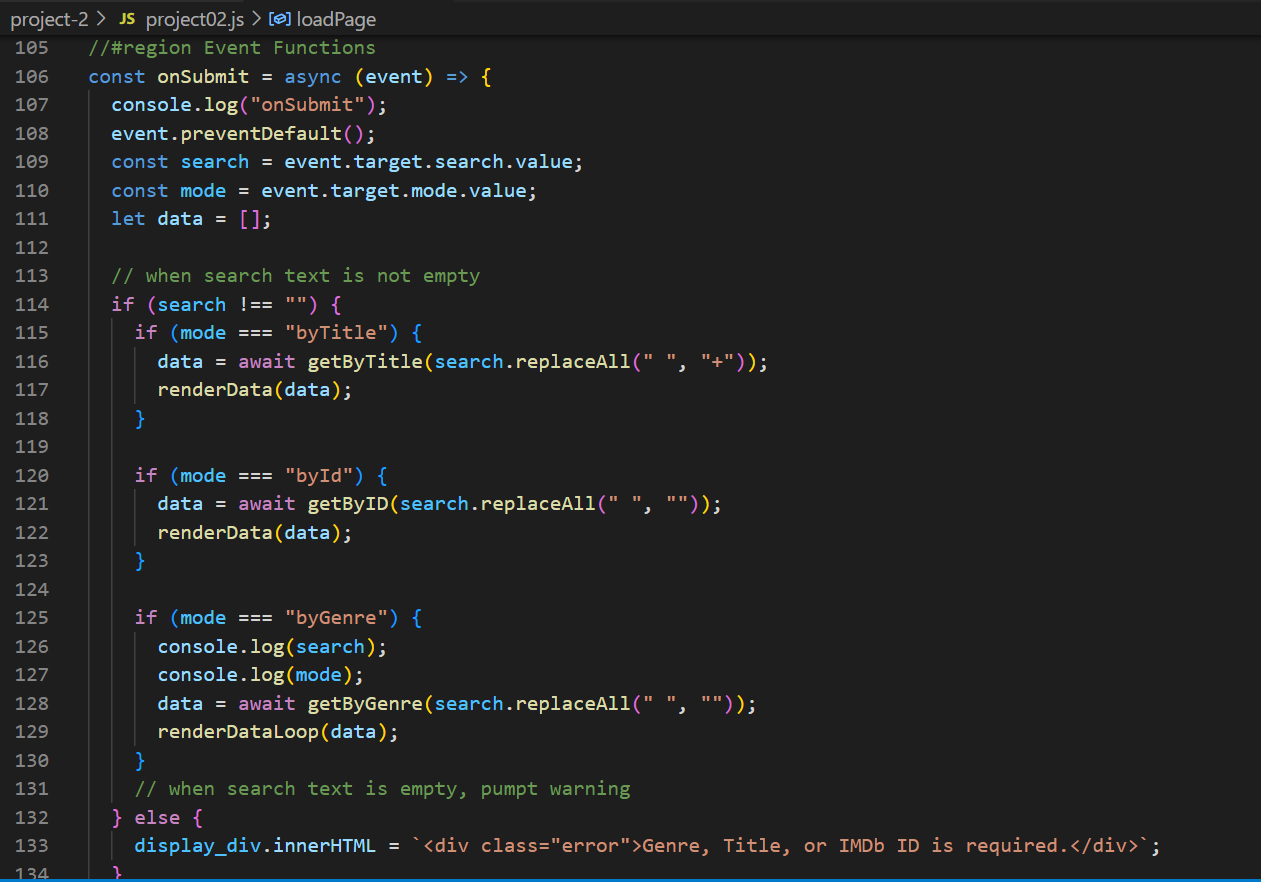 project-2 > JS project02.js > loadPage
105 //#region Event Functions
106 const onSubmit = async (event) => {
107 console.log("onSubmit");
108 event.preventDefault();
109 const search = event.target.search.value;
110 const mode = event.target.mode.value;
111 let data = [];
112
113 // when search text is not empty
114 if (search !== "") {
115 if (mode === "byTitle") {
116 data = await getByTitle(search.replaceAll(" ", "+"));
117 renderData(data);
118 }
119
120 if (mode === "byId") {
121 data = await getByID(search.replaceAll(" ", ""));
122 renderData(data);
123 }
124
125 if (mode === "byGenre") {
126 console.log(search);
127 console.log(mode);
128 data = await getByGenre(search.replaceAll(" ", ""));
129 renderDataLoop(data);
130 }
131 // when search text is empty, pumpt warning
132 } else {
133 display_div.innerHTML = `<div class="error">Genre, Title, or IMDb ID is required.</div>`;
134 }